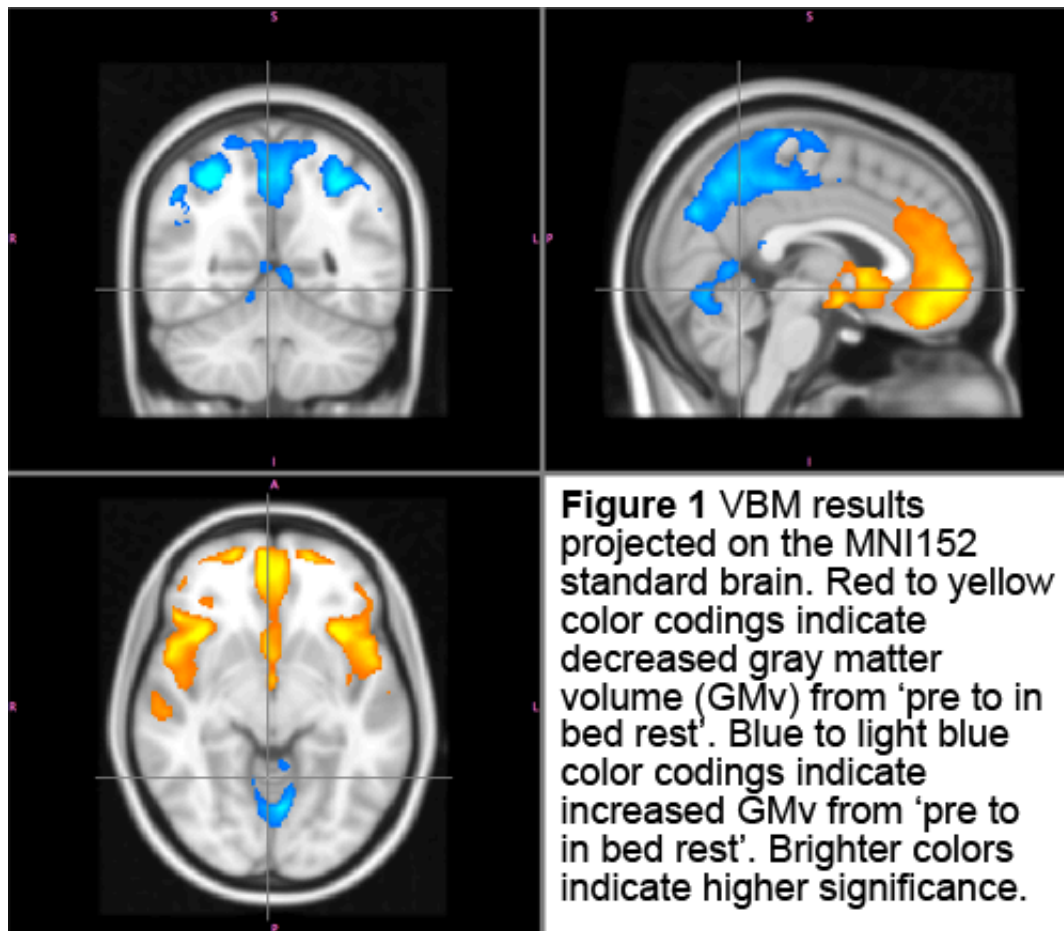 S
S
R
L
P
I
I
A
R
L
P
Figure 1 VBM results
projected on the MNI152
standard brain. Red to yellow
color codings indicate
decreased gray matter
volume (GMv) from ‘pre to in
bed rest’. Blue to light blue
color codings indicate
increased GMv from ‘pre to
in bed rest’. Brighter colors
indicate higher significance.